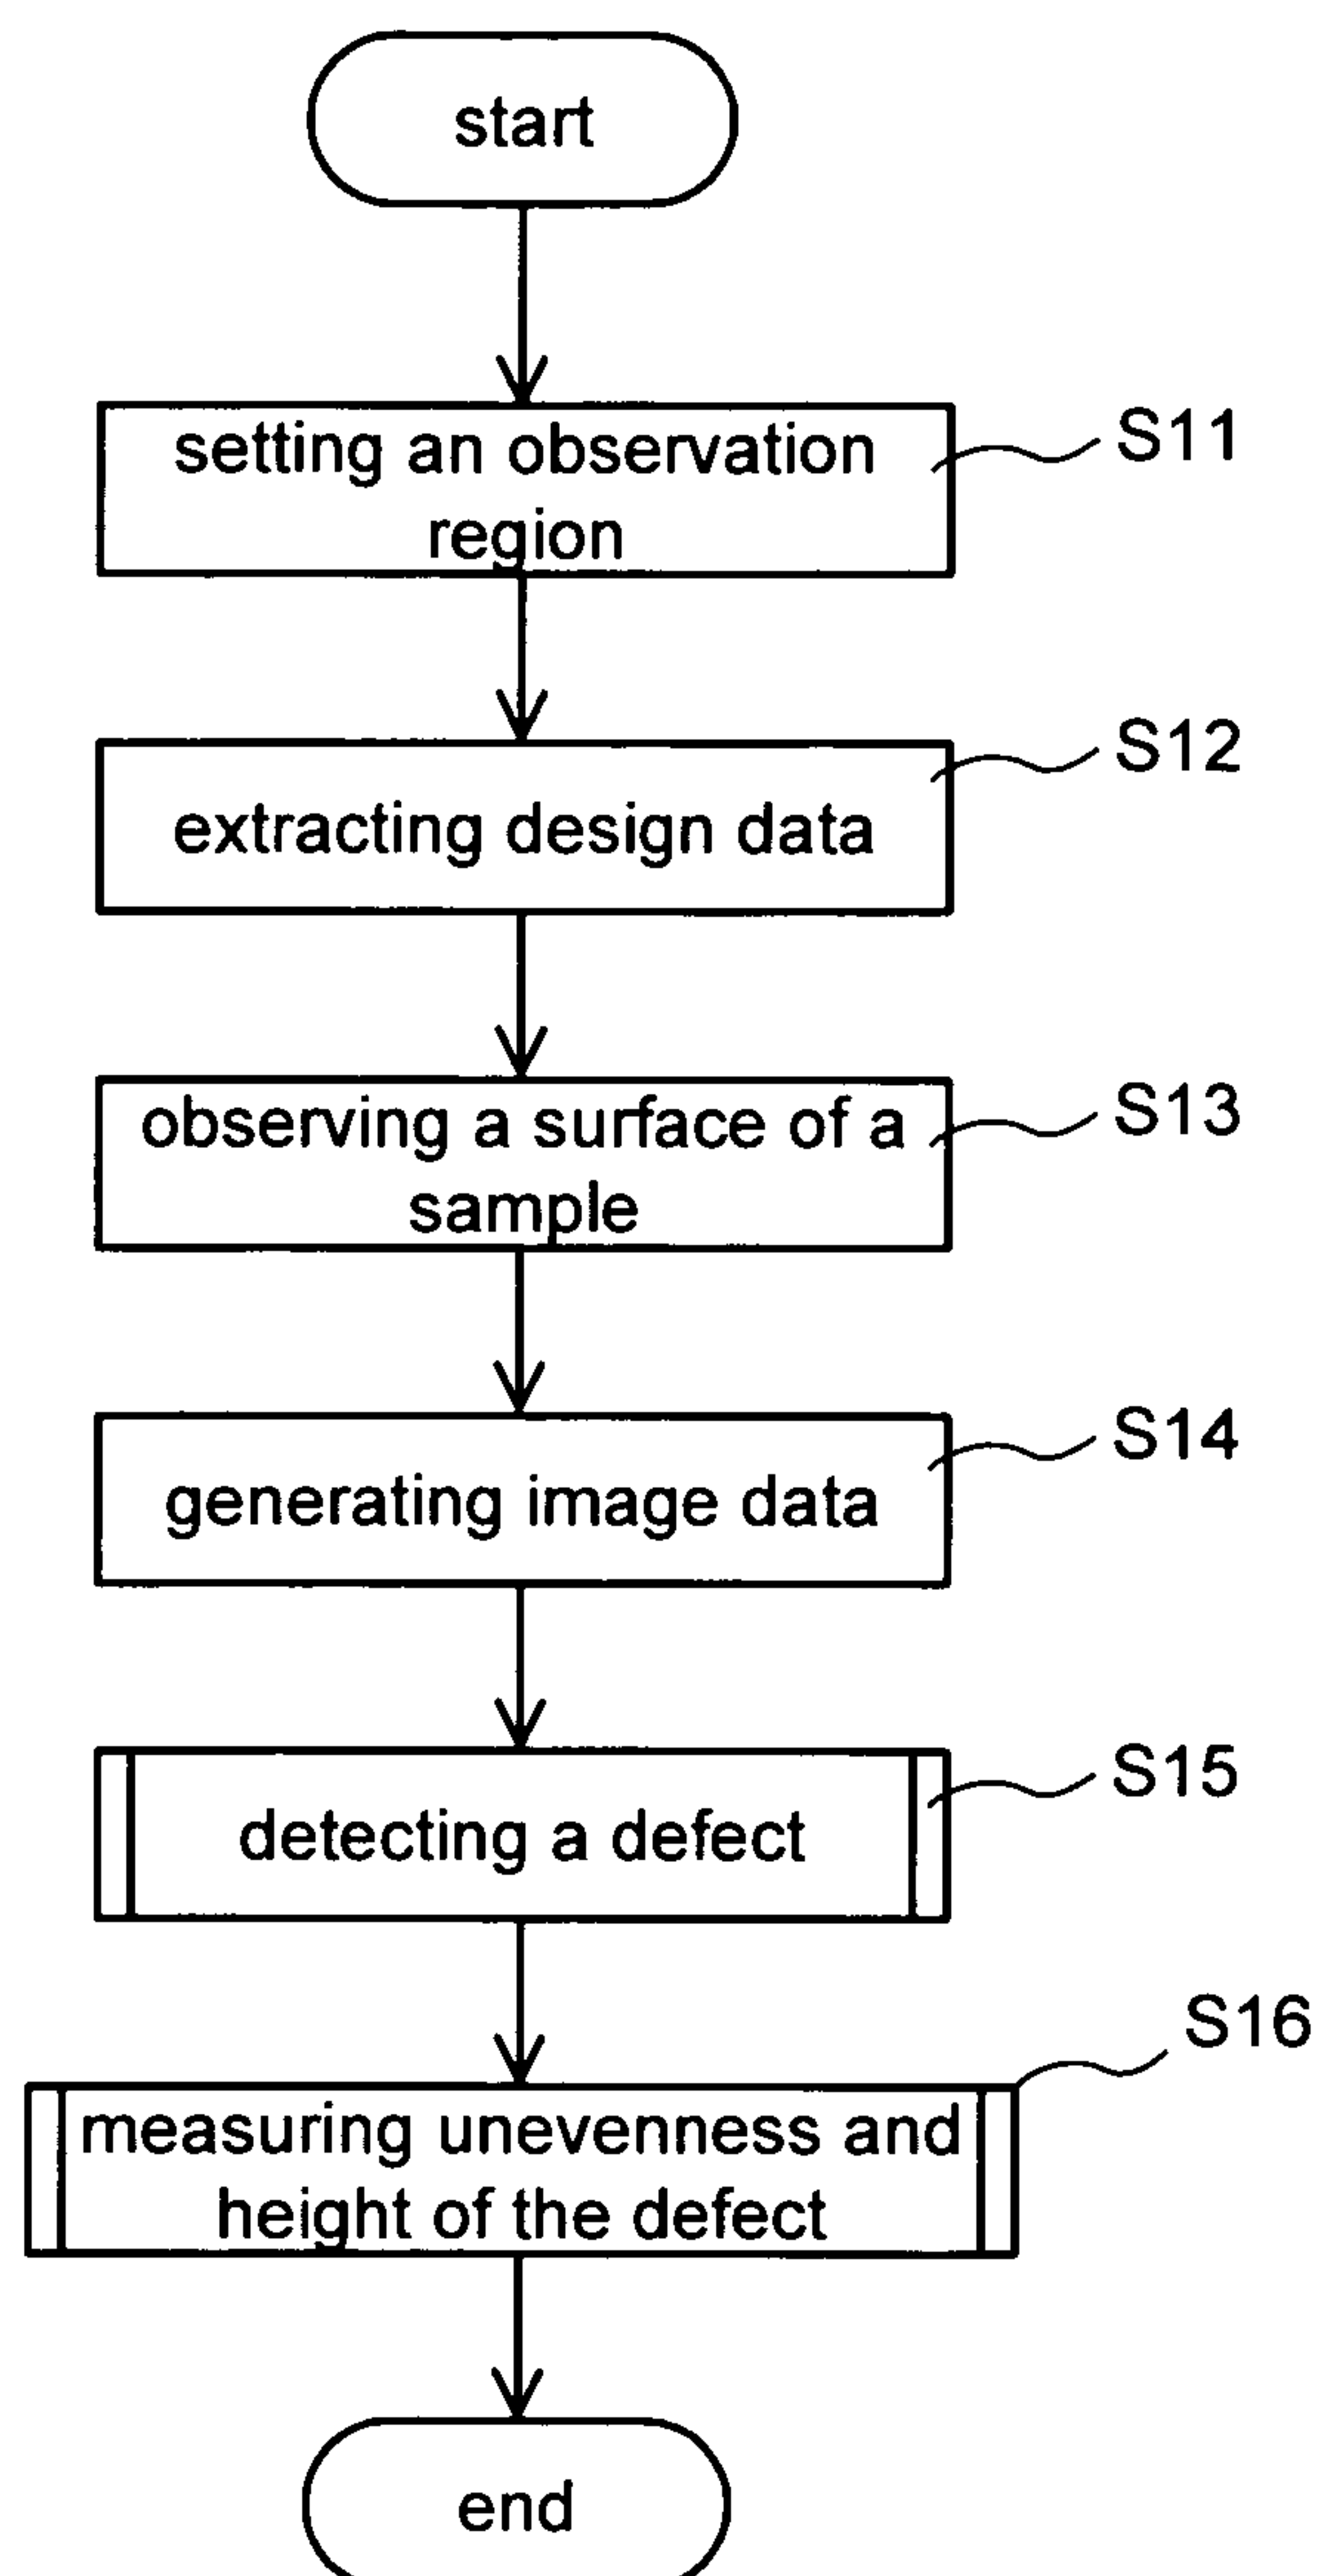 start
setting an observation
region
S11
extracting design data
S12
observing a surface of a
sample
S13
generating image data
S14
detecting a defect
S15
measuring unevenness and
height of the defect
S16
end